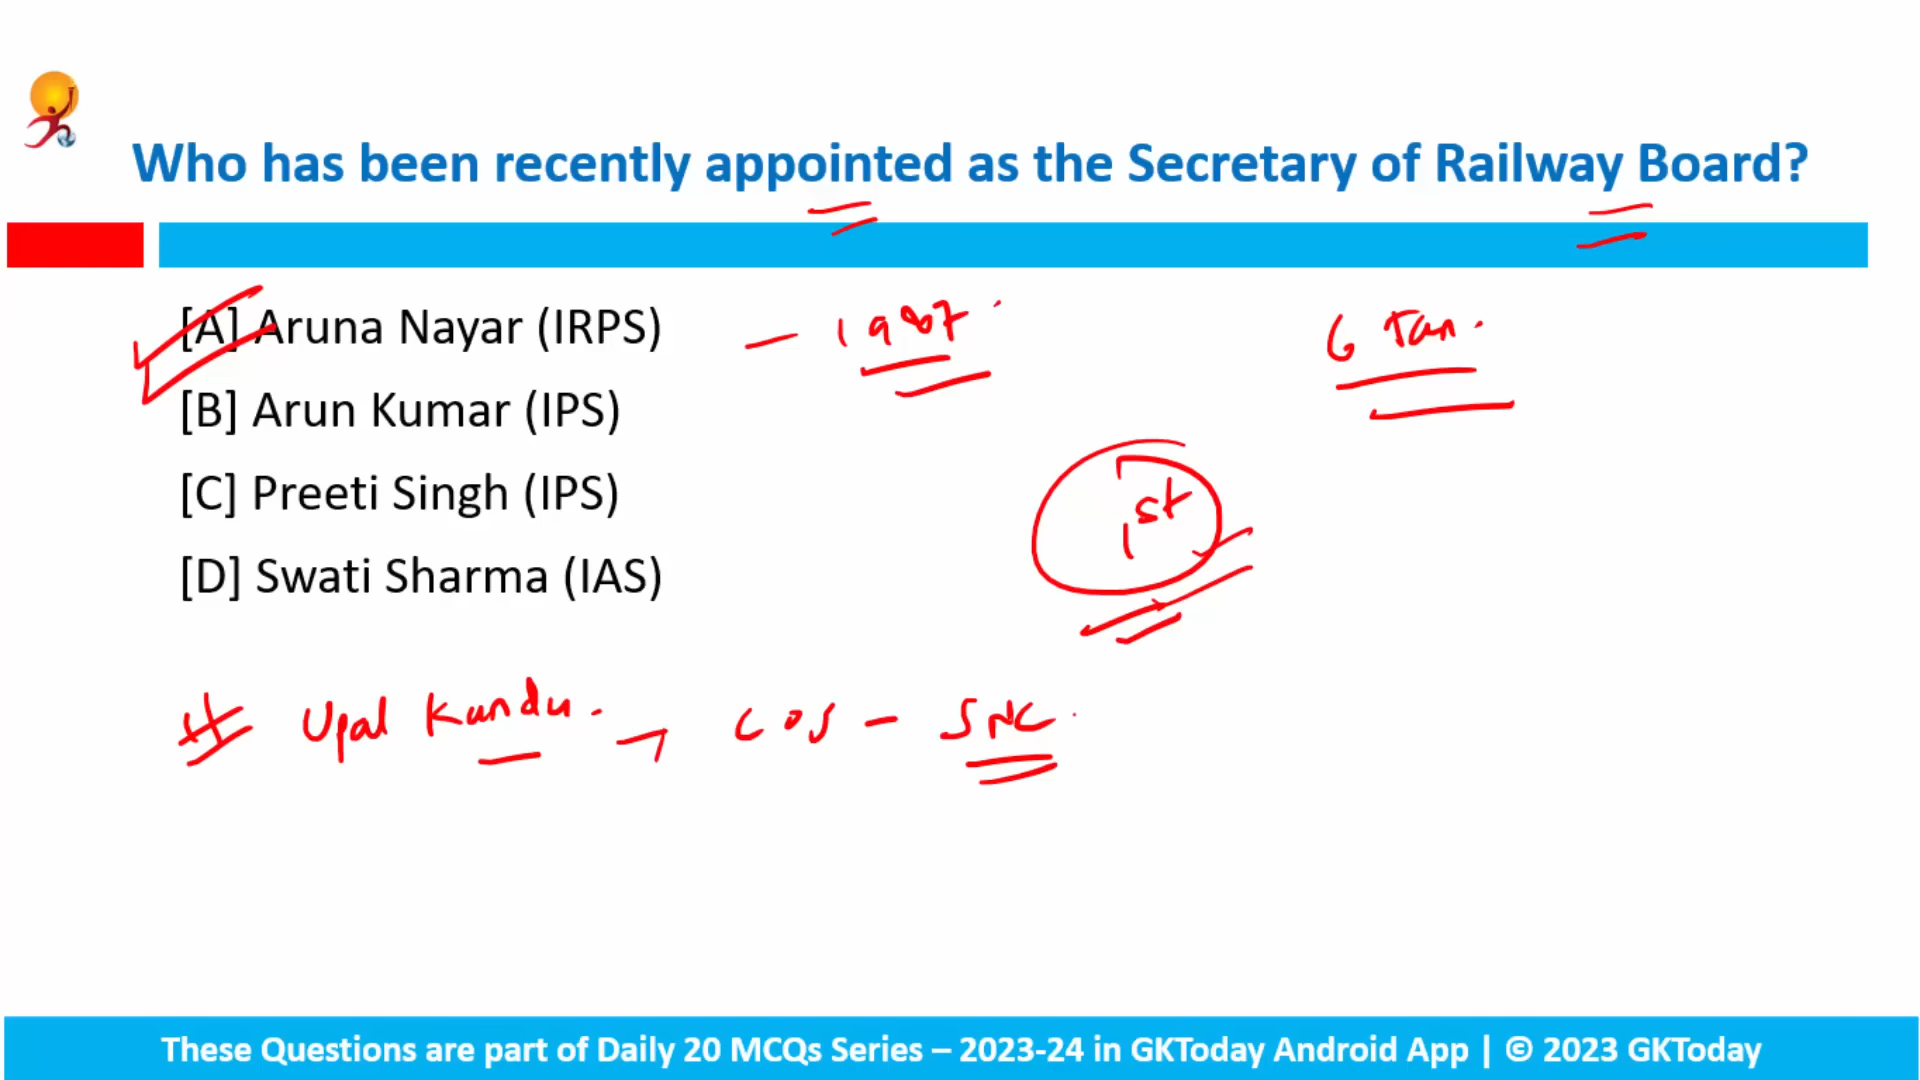 Who has been recently appointed as the Secretary of Railway Board?
[A] Aruna Nayar (IRPS) – 1987. 6 Jan.
[B] Arun Kumar (IPS)
[C] Preeti Singh (IPS)
1st
[D] Swati Sharma (IAS)
# Upal Kundu. → COS – SNC
These Questions are part of Daily 20 MCQs Series – 2023-24 in GKToday Android App | © 2023 GKToday